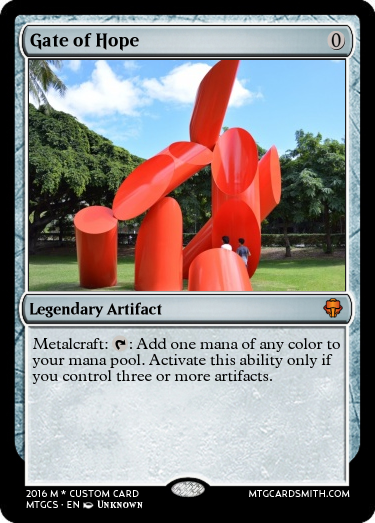 Gate of Hope 0
Legendary Artifact
Metalcraft: : Add one mana of any color to
your mana pool. Activate this ability only if
you control three or more artifacts.
2016 M * CUSTOM CARD
MTGCS • EN Unknown
MTGCARDSMITH.COM